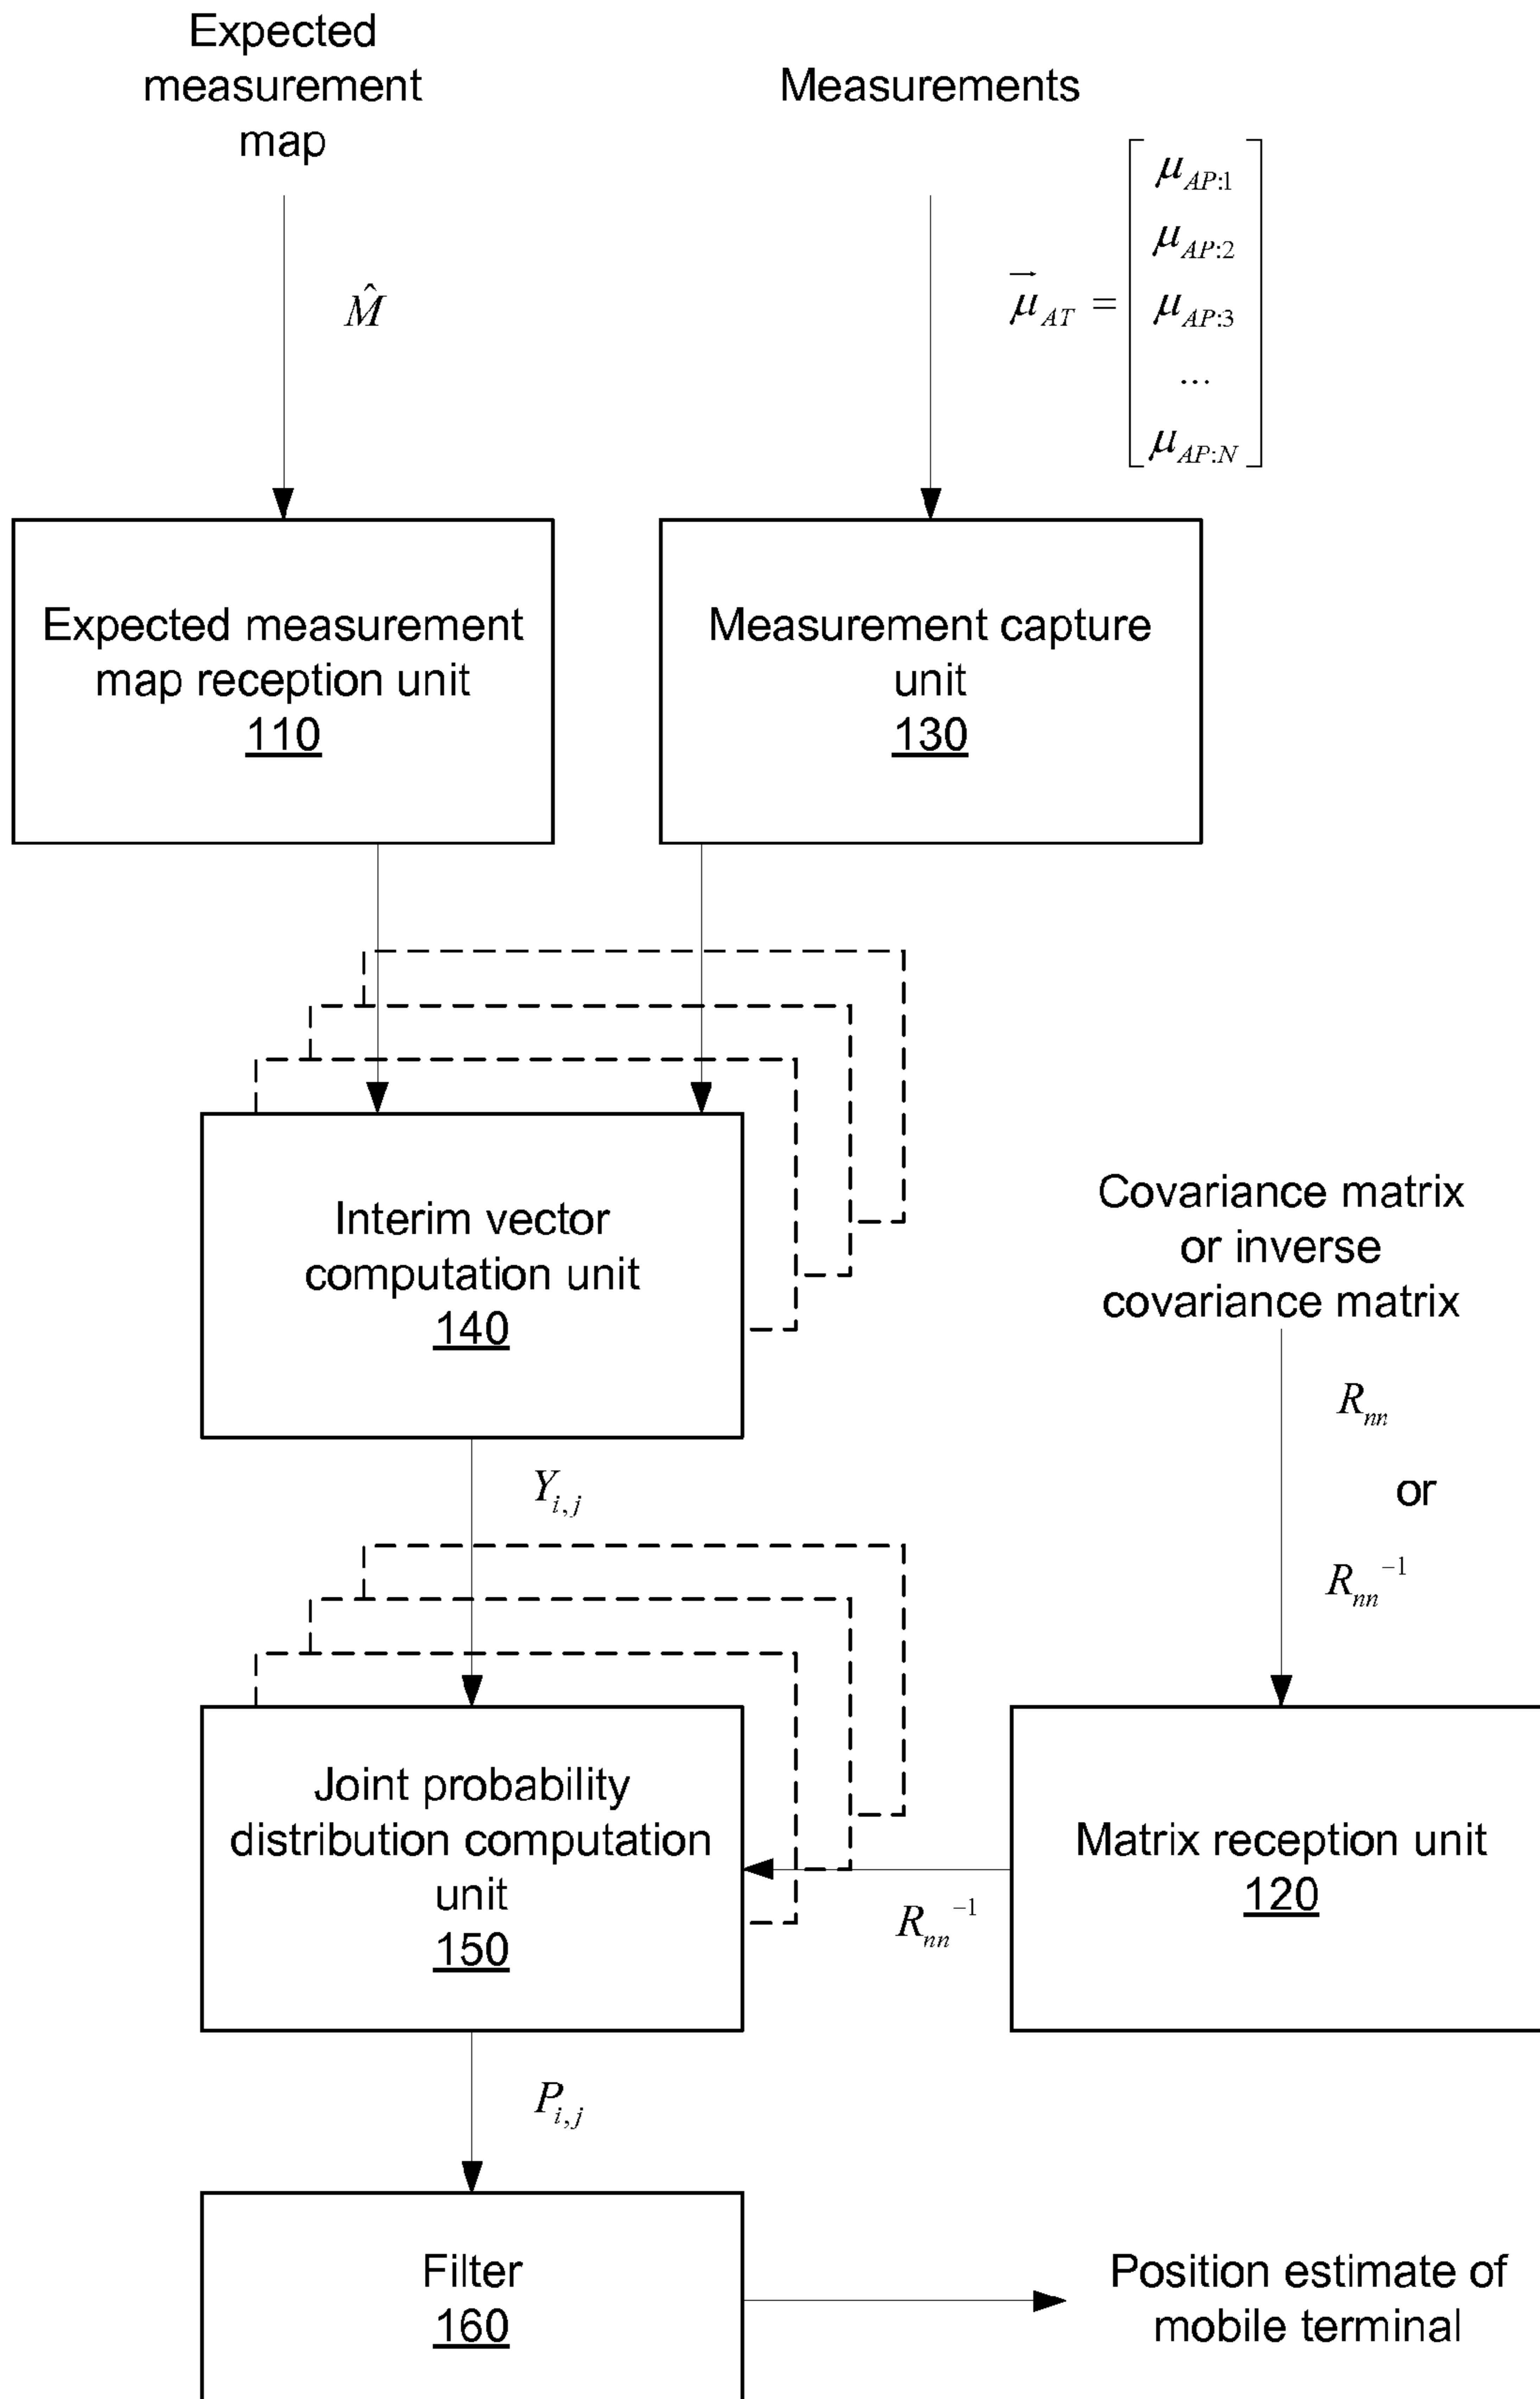 Expected
measurement
map
Measurements
M̂
μ⃗_AT = [ μ_AP:1
μ_AP:2
μ_AP:3
...
μ_AP:N ]
Expected measurement
map reception unit
110
Measurement capture
unit
130
Interim vector
computation unit
140
Covariance matrix
or inverse
covariance matrix
R_nn
or
R_nn^−1
Y_i,j
Joint probability
distribution computation
unit
150
Matrix reception unit
120
R_nn^−1
P_i,j
Filter
160
Position estimate of
mobile terminal